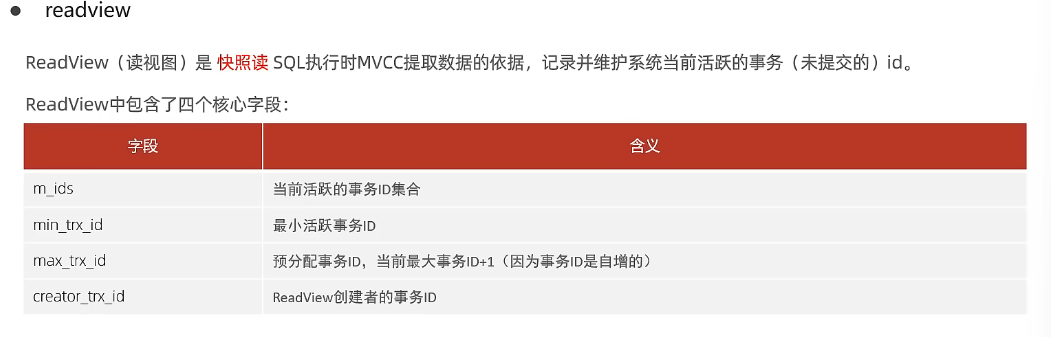 ● readview
ReadView（读视图）是 快照读 SQL执行时MVCC提取数据的依据，记录并维护系统当前活跃的事务（未提交的）id。
ReadView中包含了四个核心字段：
字段 含义
m_ids 当前活跃的事务ID集合
min_trx_id 最小活跃事务ID
max_trx_id 预分配事务ID，当前最大事务ID+1（因为事务ID是自增的）
creator_trx_id ReadView创建者的事务ID